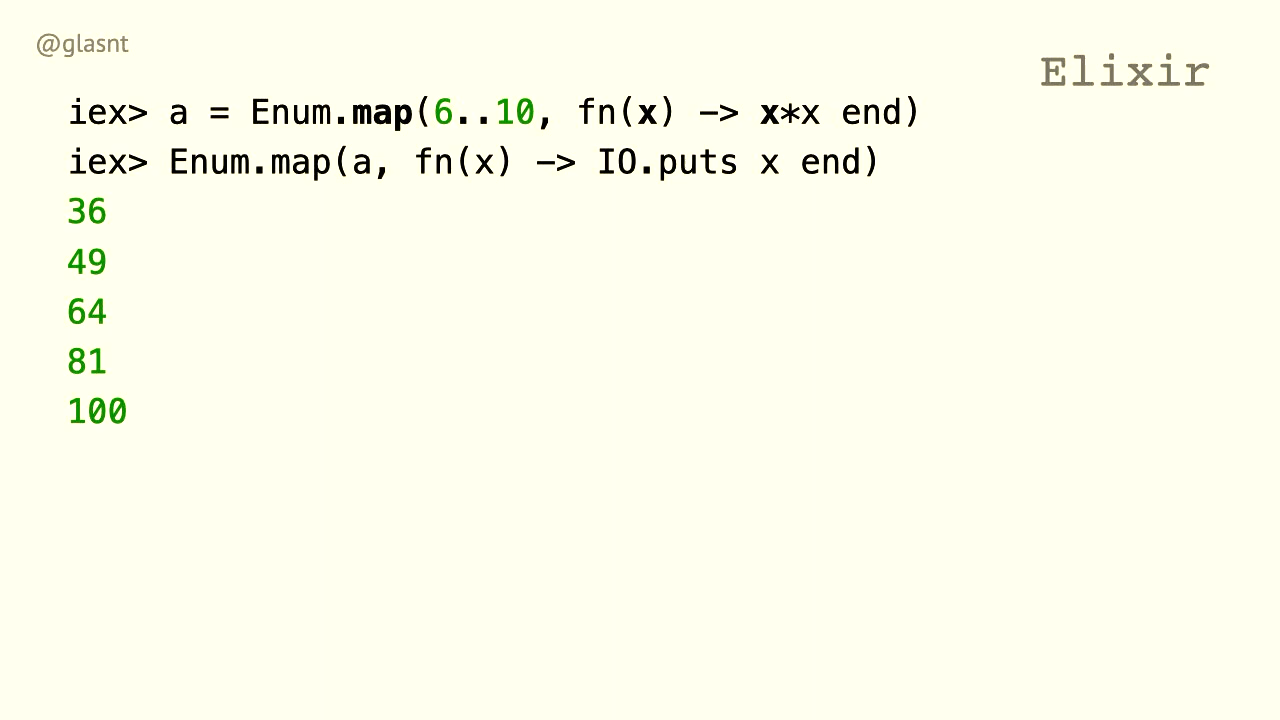 @glasnt
Elixir
iex> a = Enum.map(6..10, fn(x) -> x*x end)
iex> Enum.map(a, fn(x) -> IO.puts x end)
36
49
64
81
100